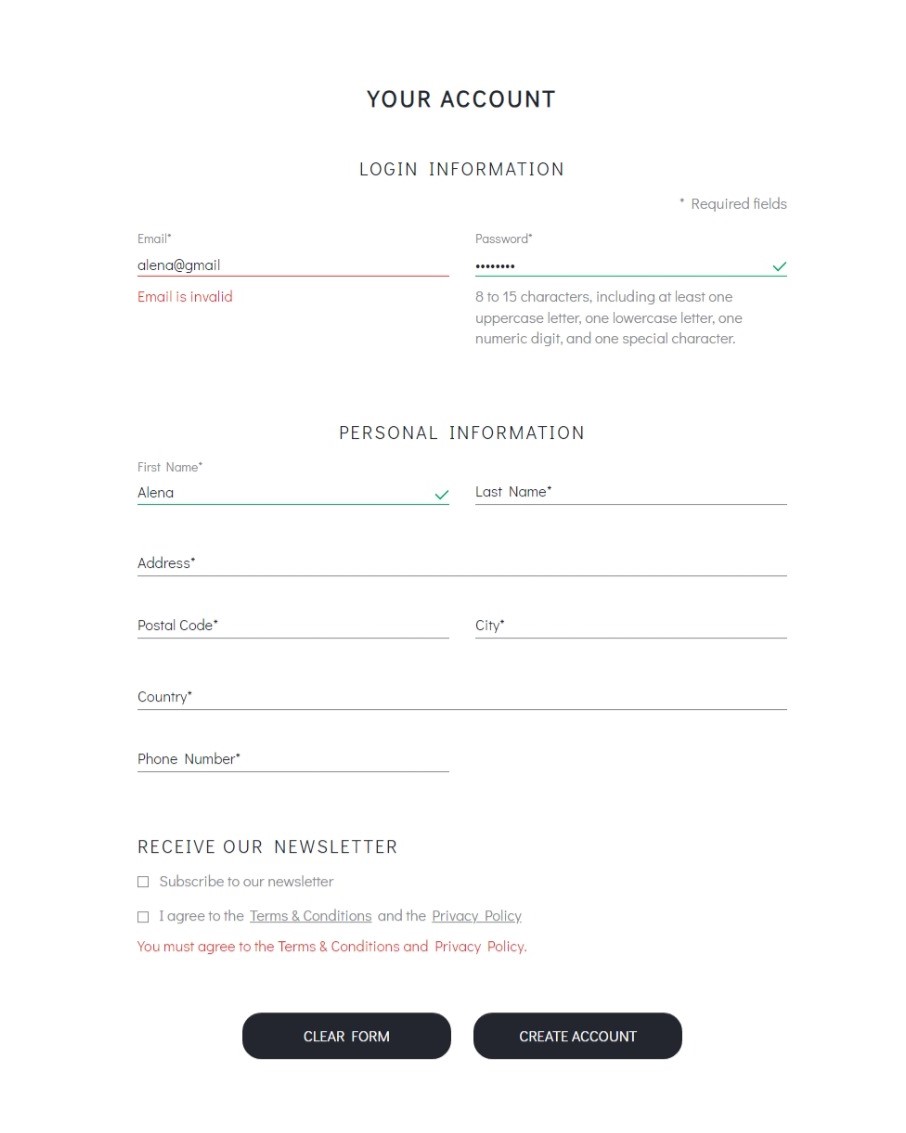 YOUR ACCOUNT
LOGIN INFORMATION
* Required fields
Email*
Password*
alena@gmail
••••••••
Email is invalid
8 to 15 characters, including at least one
uppercase letter, one lowercase letter, one
numeric digit, and one special character.
PERSONAL INFORMATION
First Name*
Alena
Last Name*
Address*
Postal Code*
City*
Country*
Phone Number*
RECEIVE OUR NEWSLETTER
Subscribe to our newsletter
I agree to the Terms & Conditions and the Privacy Policy
You must agree to the Terms & Conditions and Privacy Policy.
CLEAR FORM
CREATE ACCOUNT